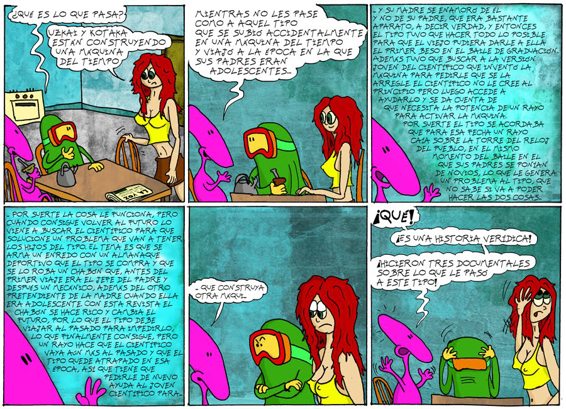 ¿QUÉ ES LO QUE PASA?
UZKAI Y KOTAKA
ESTÁN CONSTRUYENDO
UNA MÁQUINA
DEL TIEMPO
MIENTRAS NO LES PASE
COMO A AQUEL TIPO
QUE SE SUBIÓ ACCIDENTALMENTE
EN UNA MÁQUINA DEL TIEMPO
Y VIAJÓ A LA ÉPOCA EN LA QUE
SUS PADRES ERAN
ADOLESCENTES...
... Y SU MADRE SE ENAMORÓ DE ÉL
Y NO DE SU PADRE, QUE ERA BASTANTE
APARATO, A DECIR VERDAD, Y ENTONCES
EL TIPO TUVO QUE HACER TODO LO POSIBLE
PARA QUE EL VIEJO PUDIERA DARLE A ELLA
EL PRIMER BESO EN EL BAILE DE GRADUACIÓN.
ADEMÁS TUVO QUE BUSCAR A LA VERSIÓN
JOVEN DEL CIENTÍFICO QUE INVENTÓ LA
MÁQUINA PARA PEDIRLE QUE SE LA
ARREGLE. EL CIENTÍFICO NO LE CREE AL
PRINCIPIO PERO LUEGO ACCEDE A
AYUDARLO Y SE DA CUENTA DE
QUE NECESITA LA POTENCIA DE UN RAYO
PARA ACTIVAR LA MÁQUINA.
POR SUERTE EL TIPO SE ACORDABA
QUE PARA ESA FECHA UN RAYO
CAÍA SOBRE LA TORRE DEL RELOJ
DEL PUEBLO, EN EL MISMO
MOMENTO DEL BAILE EN EL
QUE SUS PADRES SE PONÍAN
DE NOVIOS, LO QUE LE GENERA
UN PROBLEMA AL TIPO, QUE
NO SABE SI VA A PODER
HACER LAS DOS COSAS.
. POR SUERTE LA COSA LE FUNCIONA, PERO
CUANDO CONSIGUE VOLVER AL FUTURO LO
VIENE A BUSCAR EL CIENTÍFICO PARA QUE
SOLUCIONE UN PROBLEMA QUE VAN A TENER
LOS HIJOS DEL TIPO. EL TEMA ES QUE SE
ARMA UN ENREDO CON UN ALMANAQUE
DEPORTIVO QUE EL TIPO SE COMPRA Y QUE
SE LO ROBA UN CHABÓN QUE, ANTES DEL
PRIMER VIAJE ERA EL JEFE DEL PADRE Y
DESPUÉS UN MECÁNICO, ADEMÁS DEL OTRO
PRETENDIENTE DE LA MADRE CUANDO ELLA
ERA ADOLESCENTE. CON ESTA REVISTA EL
CHABÓN SE HACE RICO Y CAMBIA EL
FUTURO, POR LO QUE EL TIPO DEBE
VIAJAR AL PASADO PARA IMPEDIRLO,
LO QUE FINALMENTE CONSIGUE, PERO
UN RAYO HACE QUE EL CIENTÍFICO
VAYA AÚN MÁS AL PASADO Y QUE EL
TIPO QUEDE ATRAPADO EN ESA
ÉPOCA, ASÍ QUE TIENE QUE
PEDIRLE DE NUEVO
AYUDA AL JOVEN
CIENTÍFICO PARA...
... QUE CONSTRUYA
OTRA MÁQUI...
¡QUÉ!
¡ES UNA HISTORIA VERÍDICA!
¡HICIERON TRES DOCUMENTALES
SOBRE LO QUE LE PASÓ
A ESTE TIPO!